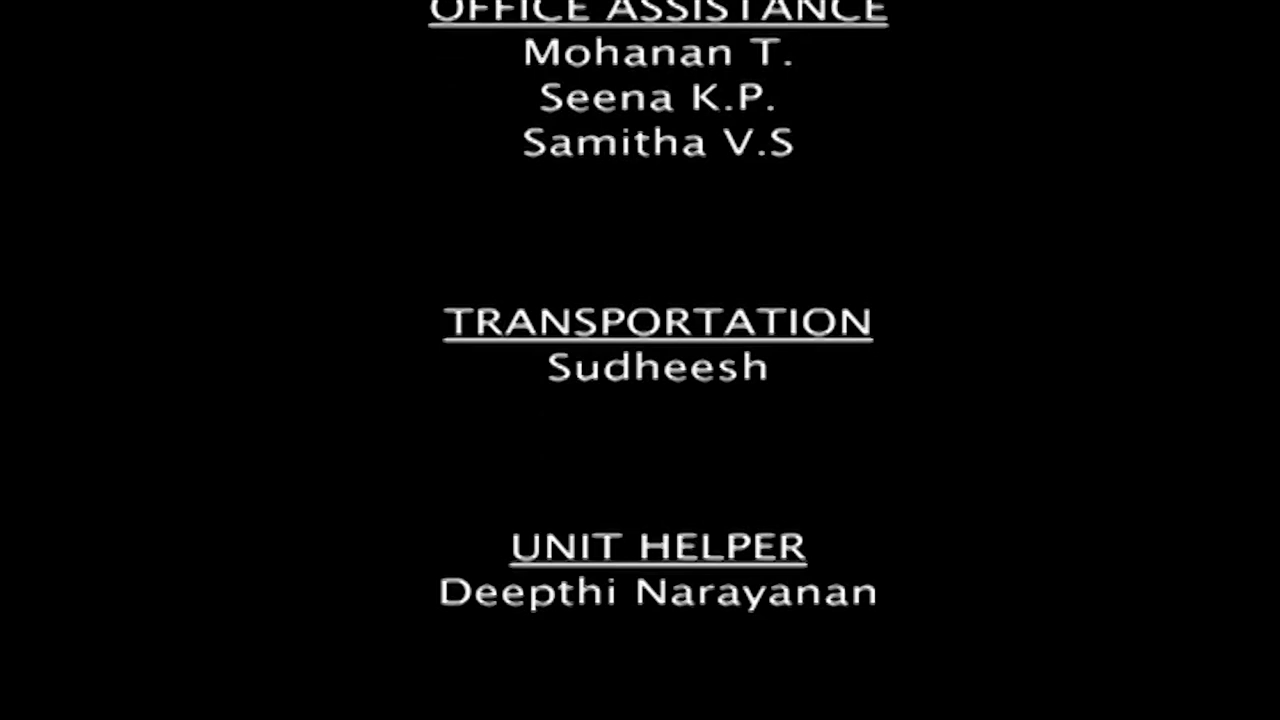 OFFICE ASSISTANCE
Mohanan T.
Seena K.P.
Samitha V.S
TRANSPORTATION
Sudheesh
UNIT HELPER
Deepthi Narayanan